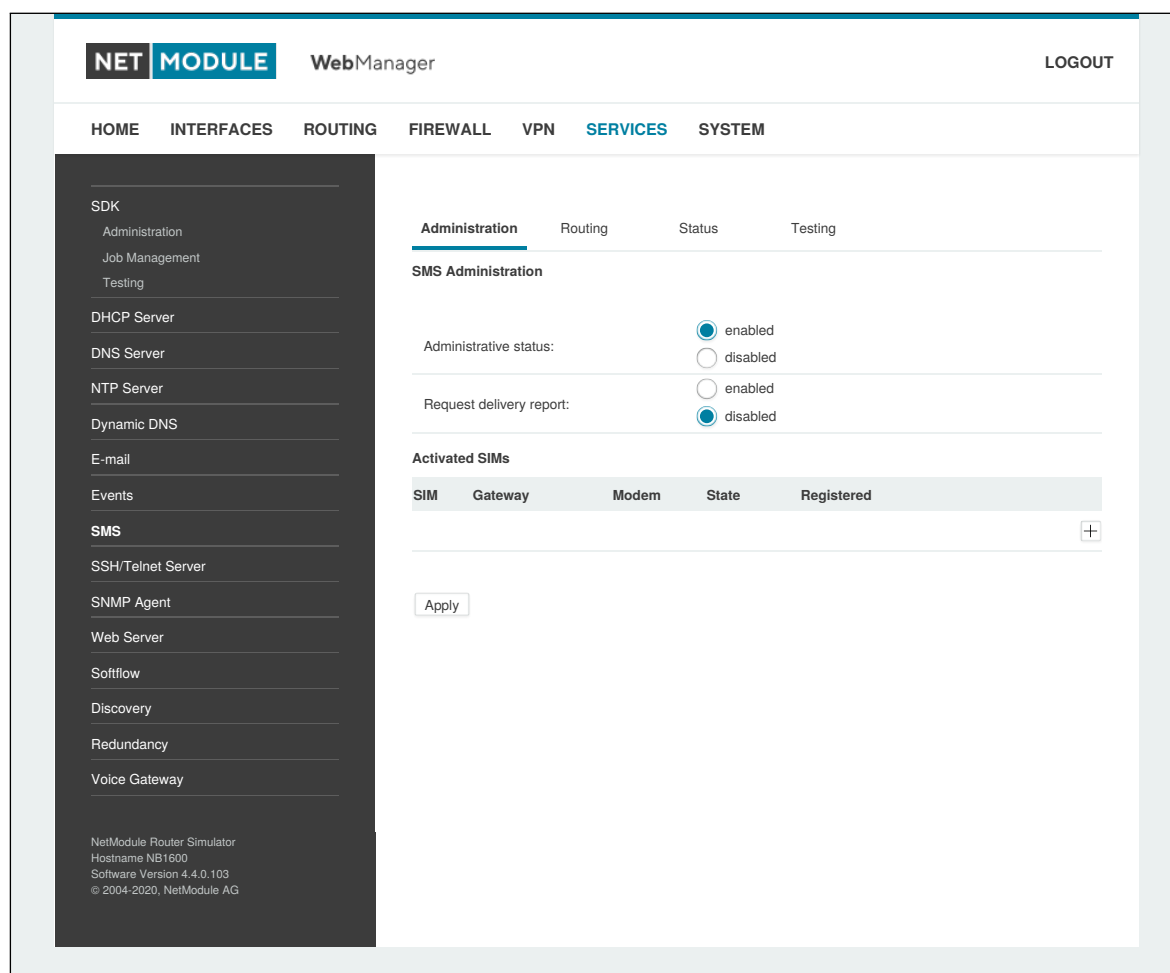 NET MODULE WebManager LOGOUT
HOME INTERFACES ROUTING FIREWALL VPN SERVICES SYSTEM
SDK
Administration
Job Management
Testing
DHCP Server
DNS Server
NTP Server
Dynamic DNS
E-mail
Events
SMS
SSH/Telnet Server
SNMP Agent
Web Server
Softflow
Discovery
Redundancy
Voice Gateway
NetModule Router Simulator
Hostname NB1600
Software Version 4.4.0.103
© 2004-2020, NetModule AG
Administration Routing Status Testing
SMS Administration
Administrative status:
enabled
disabled
Request delivery report:
enabled
disabled
Activated SIMs
SIM Gateway Modem State Registered
Apply